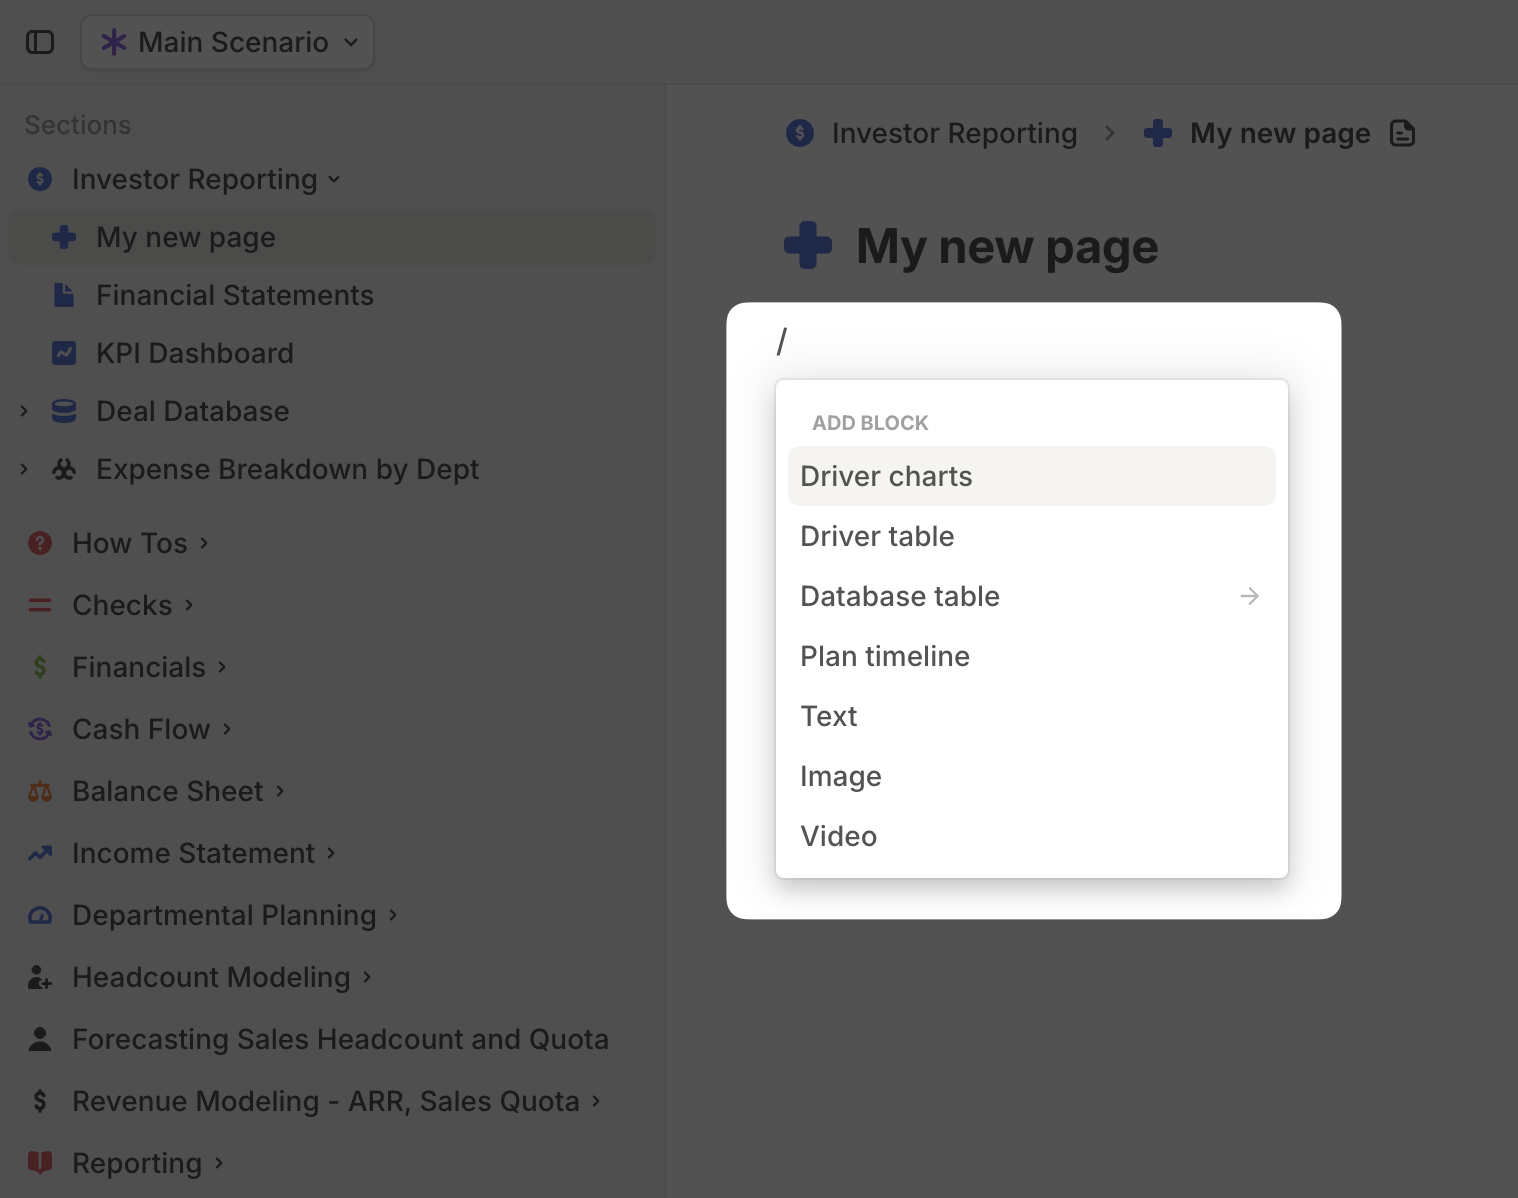 Main Scenario
Sections
Investor Reporting
My new page
Financial Statements
KPI Dashboard
Deal Database
Expense Breakdown by Dept
How Tos
Checks
Financials
Cash Flow
Balance Sheet
Income Statement
Departmental Planning
Headcount Modeling
Forecasting Sales Headcount and Quota
Revenue Modeling - ARR, Sales Quota
Reporting
Investor Reporting > My new page
My new page
/
ADD BLOCK
Driver charts
Driver table
Database table
Plan timeline
Text
Image
Video